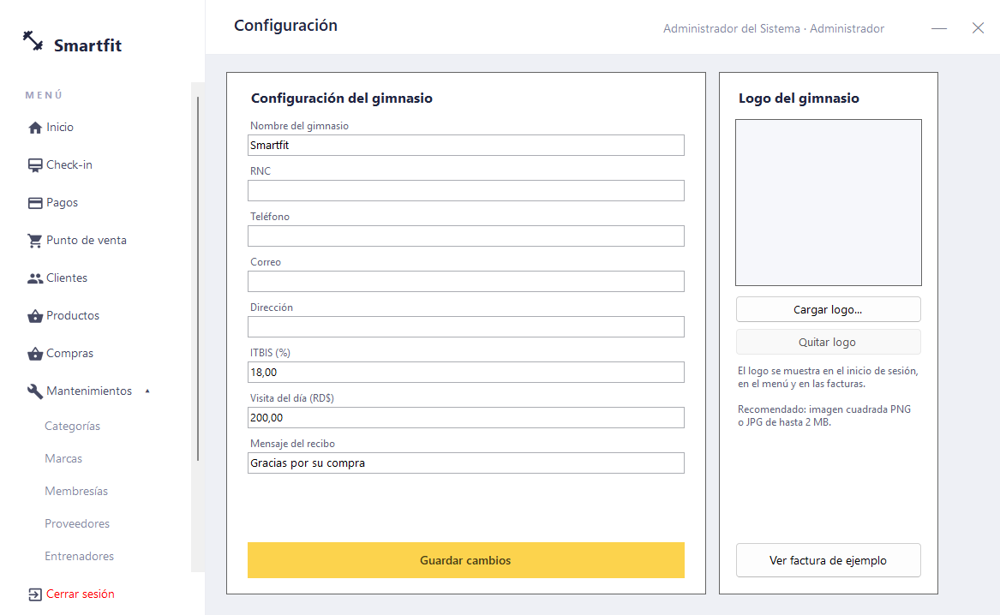 Smartfit
MENÚ
Inicio
Check-in
Pagos
Punto de venta
Clientes
Productos
Compras
Mantenimientos
Categorías
Marcas
Membresías
Proveedores
Entrenadores
Cerrar sesión
Configuración
Administrador del Sistema · Administrador
Configuración del gimnasio
Nombre del gimnasio
Smartfit
RNC
Teléfono
Correo
Dirección
ITBIS (%)
18,00
Visita del día (RD$)
200,00
Mensaje del recibo
Gracias por su compra
Guardar cambios
Logo del gimnasio
Cargar logo...
Quitar logo
El logo se muestra en el inicio de sesión,
en el menú y en las facturas.
Recomendado: imagen cuadrada PNG
o JPG de hasta 2 MB.
Ver factura de ejemplo